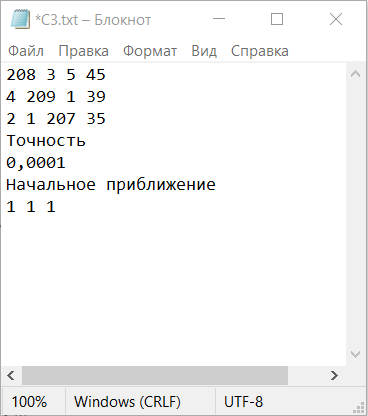 *C3.txt – Блокнот
Файл Правка Формат Вид Справка
208 3 5 45
4 209 1 39
2 1 207 35
Точность
0,0001
Начальное приближение
1 1 1
100% Windows (CRLF) UTF-8